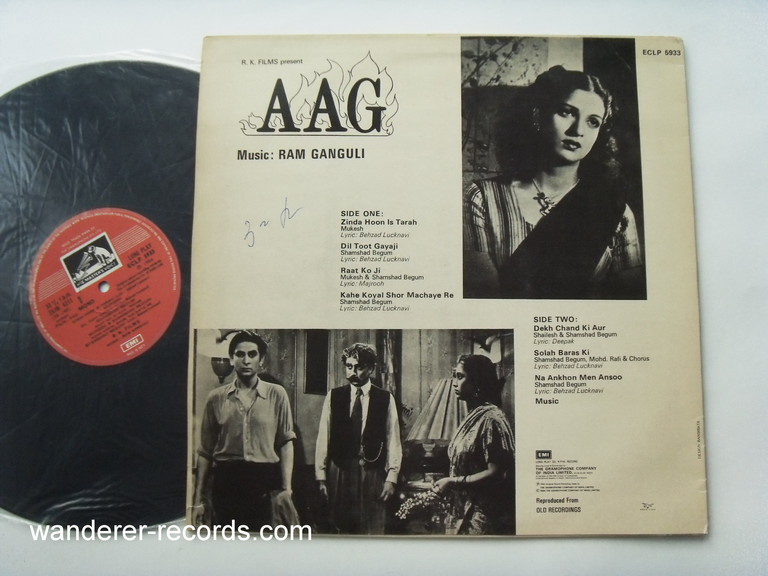 R. K. FILMS present
AAG
Music: RAM GANGULI
ECLP 5933
SIDE ONE:
Zinda Hoon Is Tarah
Mukesh
Lyric: Behzad Lucknavi
Dil Toot Gayaji
Shamshad Begum
Lyric: Behzad Lucknavi
Raat Ko Ji
Mukesh & Shamshad Begum
Lyric: Majrooh
Kahe Koyal Shor Machaye Re
Shamshad Begum
Lyric: Behzad Lucknavi
SIDE TWO:
Dekh Chand Ki Aur
Shailesh & Shamshad Begum
Lyric: Deepak
Solah Baras Ki
Shamshad Begum, Mohd. Rafi & Chorus
Lyric: Behzad Lucknavi
Na Ankhon Men Ansoo
Shamshad Begum
Lyric: Behzad Lucknavi
Music
EMI
THE GRAMOPHONE COMPANY
OF INDIA LIMITED.
Reproduced From
OLD RECORDINGS
LONG PLAY
ECLP 5933
EMI
wanderer-records.com